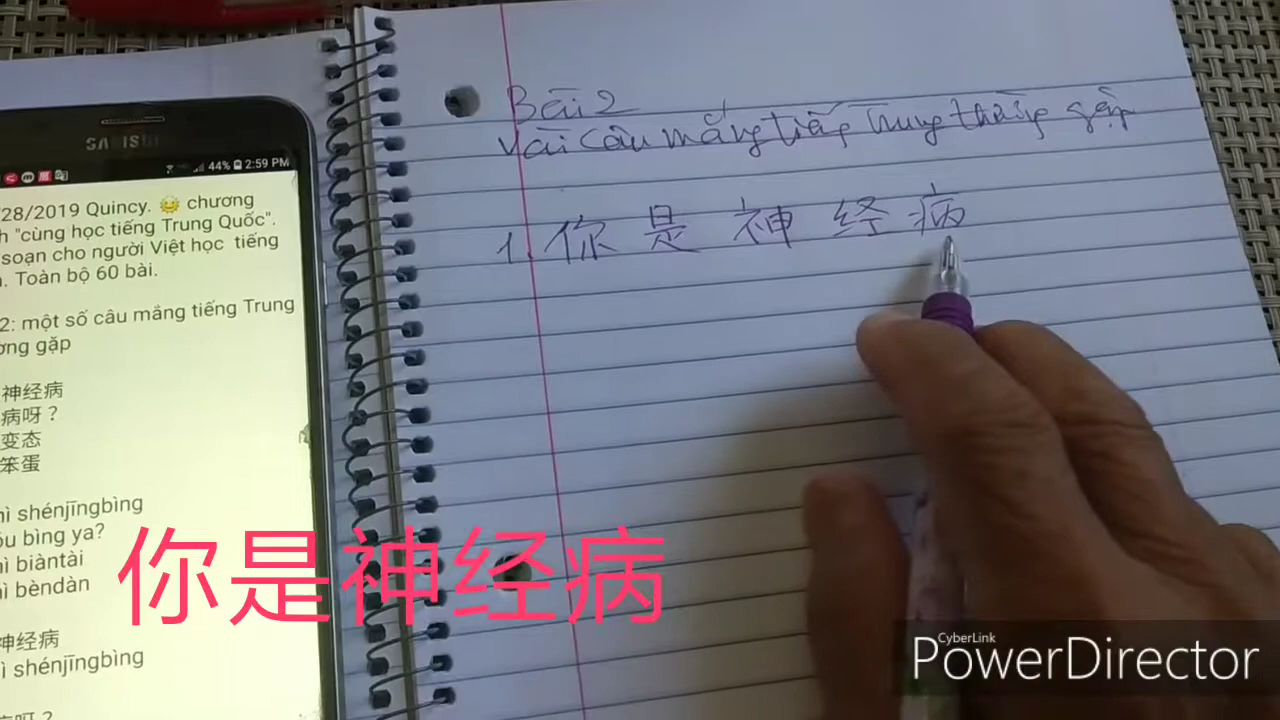 SAMSUNG
44% 2:59 PM
/28/2019 Quincy. 🌞 chương
h "cùng học tiếng Trung Quốc".
soạn cho người Việt học tiếng
. Toàn bộ 60 bài.
2: một số câu mắng tiếng Trung
ờng gặp
神经病
病呀？
变态
笨蛋
ì shénjīngbìng
ǒu bìng ya?
ì biàntài
ì bèndàn
神经病
ì shénjīngbìng
病呀？
Bài 2
Vài câu mắng tiếng Trung thường gặp
1. 你是神经病
你是神经病
CyberLink
PowerDirector